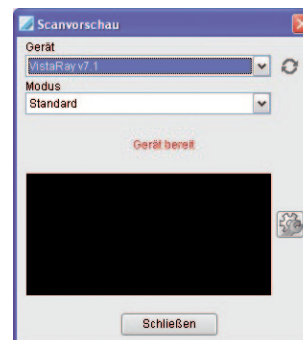 Scanvorschau
Gerät
VistaRay v7.1
Modus
Standard
Gerät bereit
Schließen